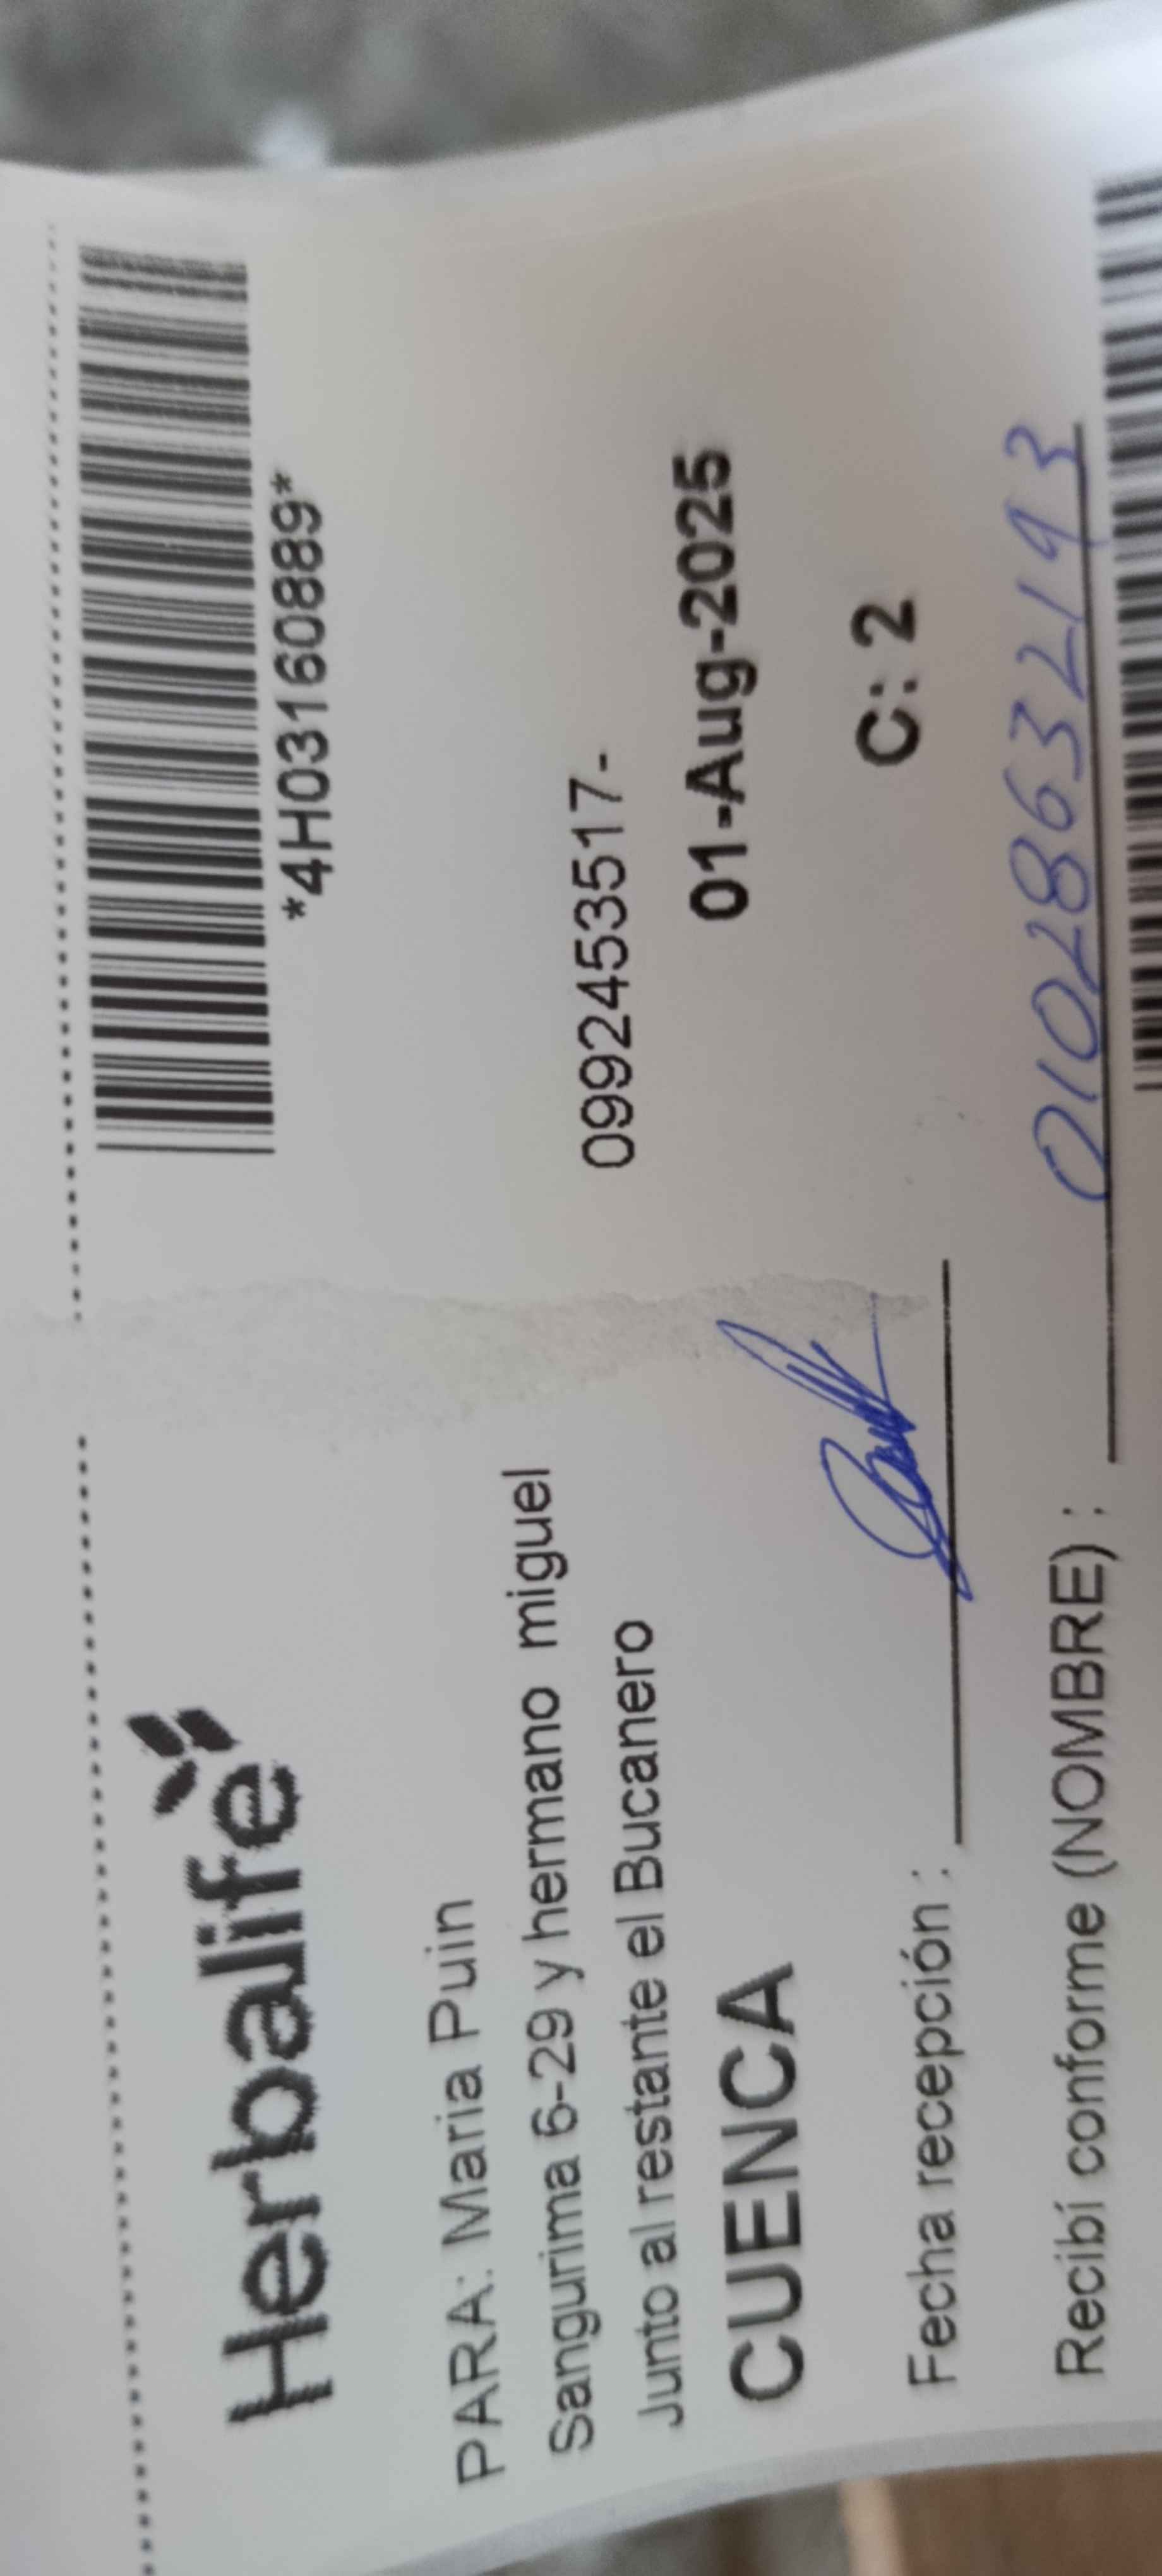 Herbalife
*4H03160889*
PARA: Maria Puin
Sangurima 6-29 y hermano miguel
Junto al restante el Bucanero
0992453517-
CUENCA
01-Aug-2025
Fecha recepción :
C: 2
Recibí conforme (NOMBRE) : 01028632193